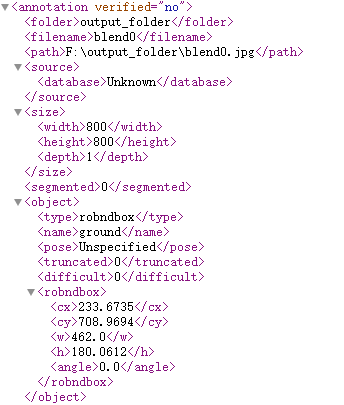 <annotation verified="no">
<folder>output_folder</folder>
<filename>blend0</filename>
<path>F:\output_folder\blend0.jpg</path>
<source>
<database>Unknown</database>
</source>
<size>
<width>800</width>
<height>800</height>
<depth>1</depth>
</size>
<segmented>0</segmented>
<object>
<type>robndbox</type>
<name>ground</name>
<pose>Unspecified</pose>
<truncated>0</truncated>
<difficult>0</difficult>
<robndbox>
<cx>233.6735</cx>
<cy>708.9694</cy>
<w>462.0</w>
<h>180.0612</h>
<angle>0.0</angle>
</robndbox>
</object>